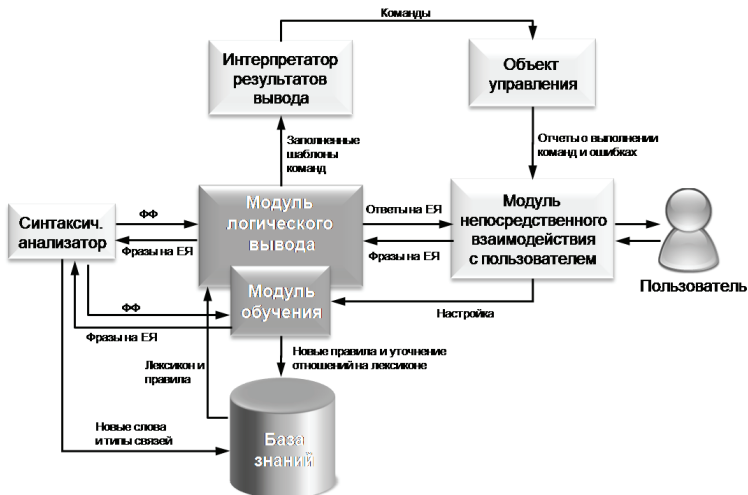 Команды
Интерпретатор
результатов
вывода
Объект
управления
Заполненные
шаблоны
команд
Отчеты о выполнении
команд и ошибках
Синтаксич.
анализатор
ФФ
Фразы на ЕЯ
Модуль
логического
вывода
Ответы на ЕЯ
Фразы на ЕЯ
Модуль
непосредственного
взаимодействия
с пользователем
Пользователь
ФФ
Фразы на ЕЯ
Модуль
обучения
Настройка
Лексикон и
правила
Новые правила и уточнение
отношений на лексиконе
Новые слова
и типы связей
База
знаний